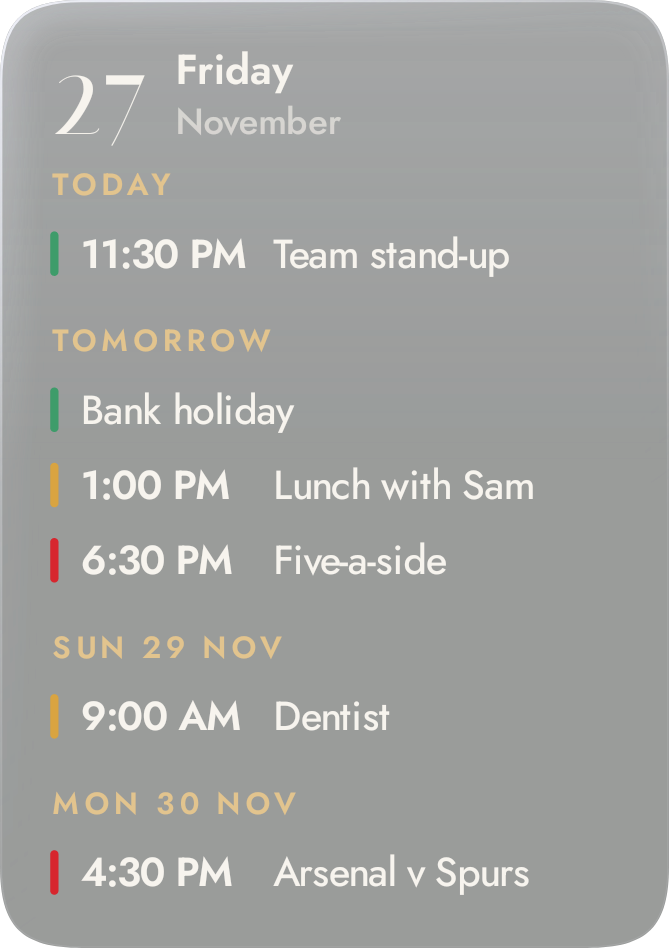 27 Friday
November
TODAY
11:30 PM Team stand-up
TOMORROW
Bank holiday
1:00 PM Lunch with Sam
6:30 PM Five-a-side
SUN 29 NOV
9:00 AM Dentist
MON 30 NOV
4:30 PM Arsenal v Spurs